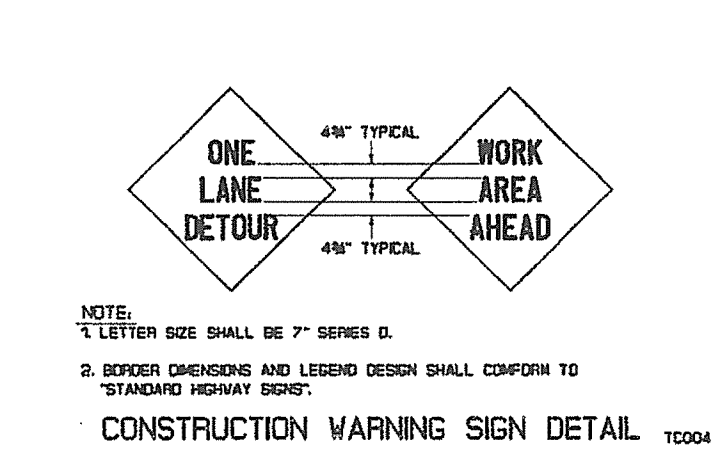 4¾" TYPICAL
ONE
LANE
DETOUR
WORK
AREA
AHEAD
4¾" TYPICAL
NOTE:
1. LETTER SIZE SHALL BE 7" SERIES D.
2. BORDER DIMENSIONS AND LEGEND DESIGN SHALL COMFORM TO
"STANDARD HIGHWAY SIGNS".
CONSTRUCTION WARNING SIGN DETAIL
TC004